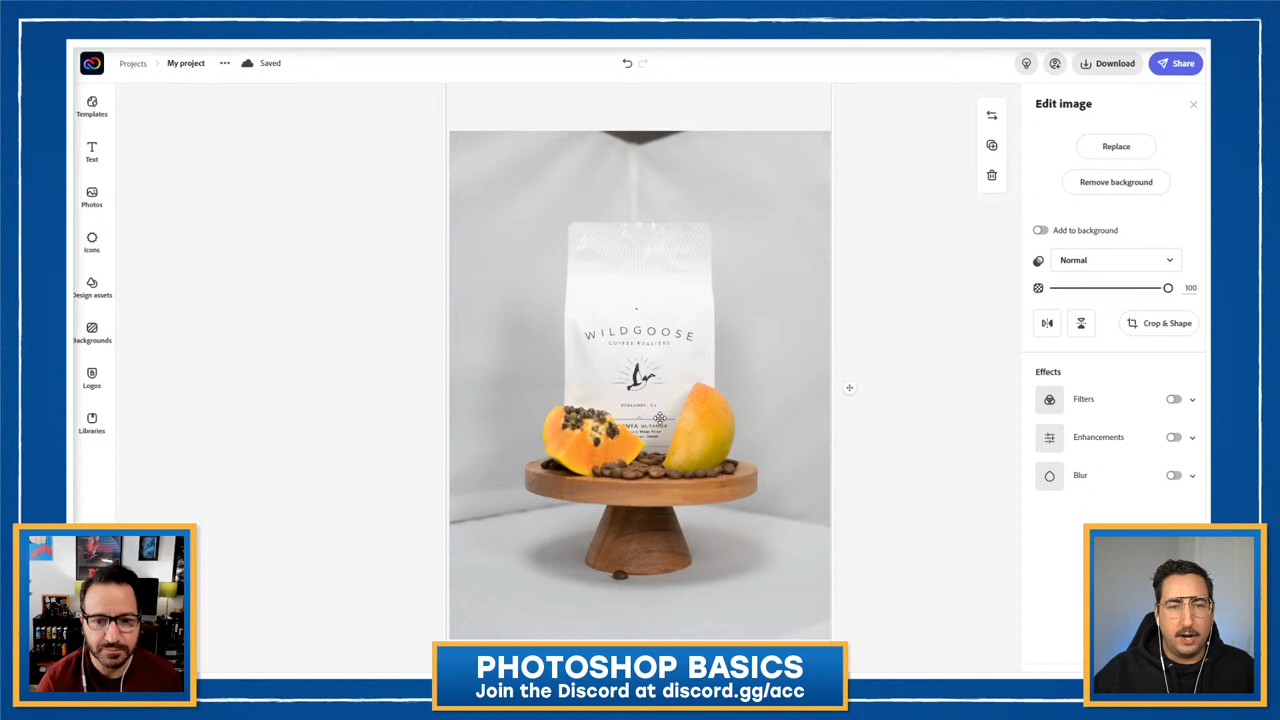 Projects
My project
Saved
Download
Share
Templates
Text
Photos
Icons
Design assets
Backgrounds
Logos
Libraries
Edit image
Replace
Remove background
Add to background
Normal
100
Crop & Shape
Effects
Filters
Enhancements
Blur
WILDGOOSE
COFFEE ROASTERS
REDLANDS, CA
PHOTOSHOP BASICS
Join the Discord at discord.gg/acc